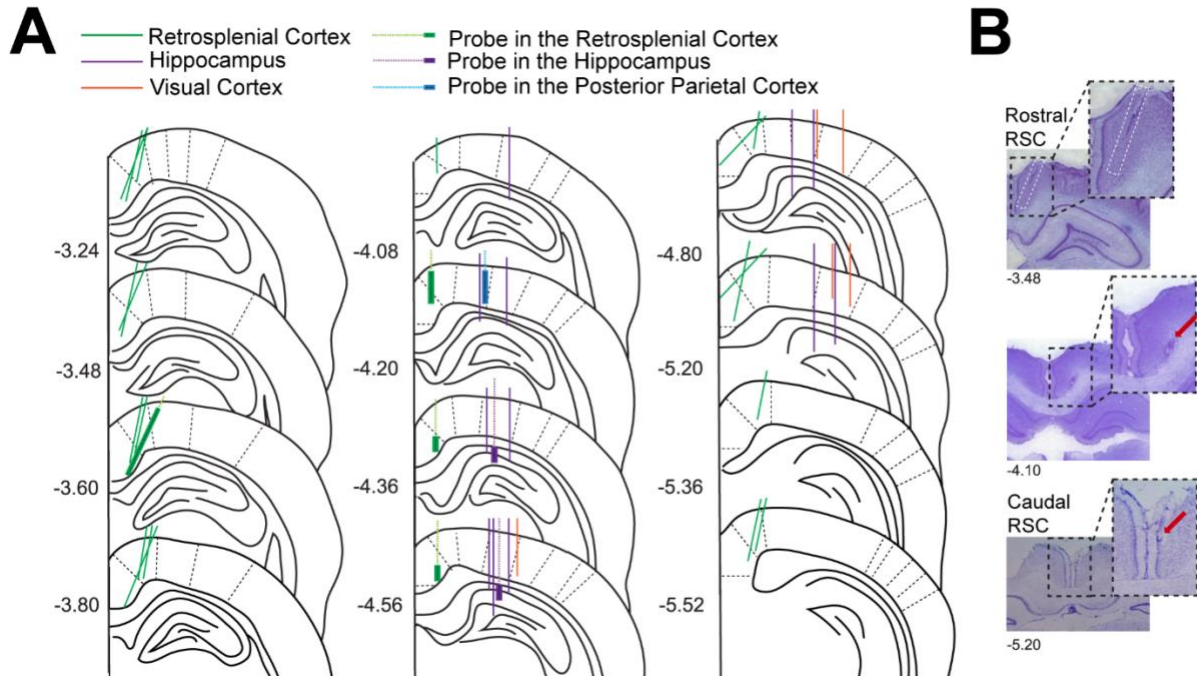 A
Retrosplenial Cortex
Hippocampus
Visual Cortex
Probe in the Retrosplenial Cortex
Probe in the Hippocampus
Probe in the Posterior Parietal Cortex
-3.24
-3.48
-3.60
-3.80
-4.08
-4.20
-4.36
-4.56
-4.80
-5.20
-5.36
-5.52
B
Rostral
RSC
-3.48
-4.10
Caudal
RSC
-5.20